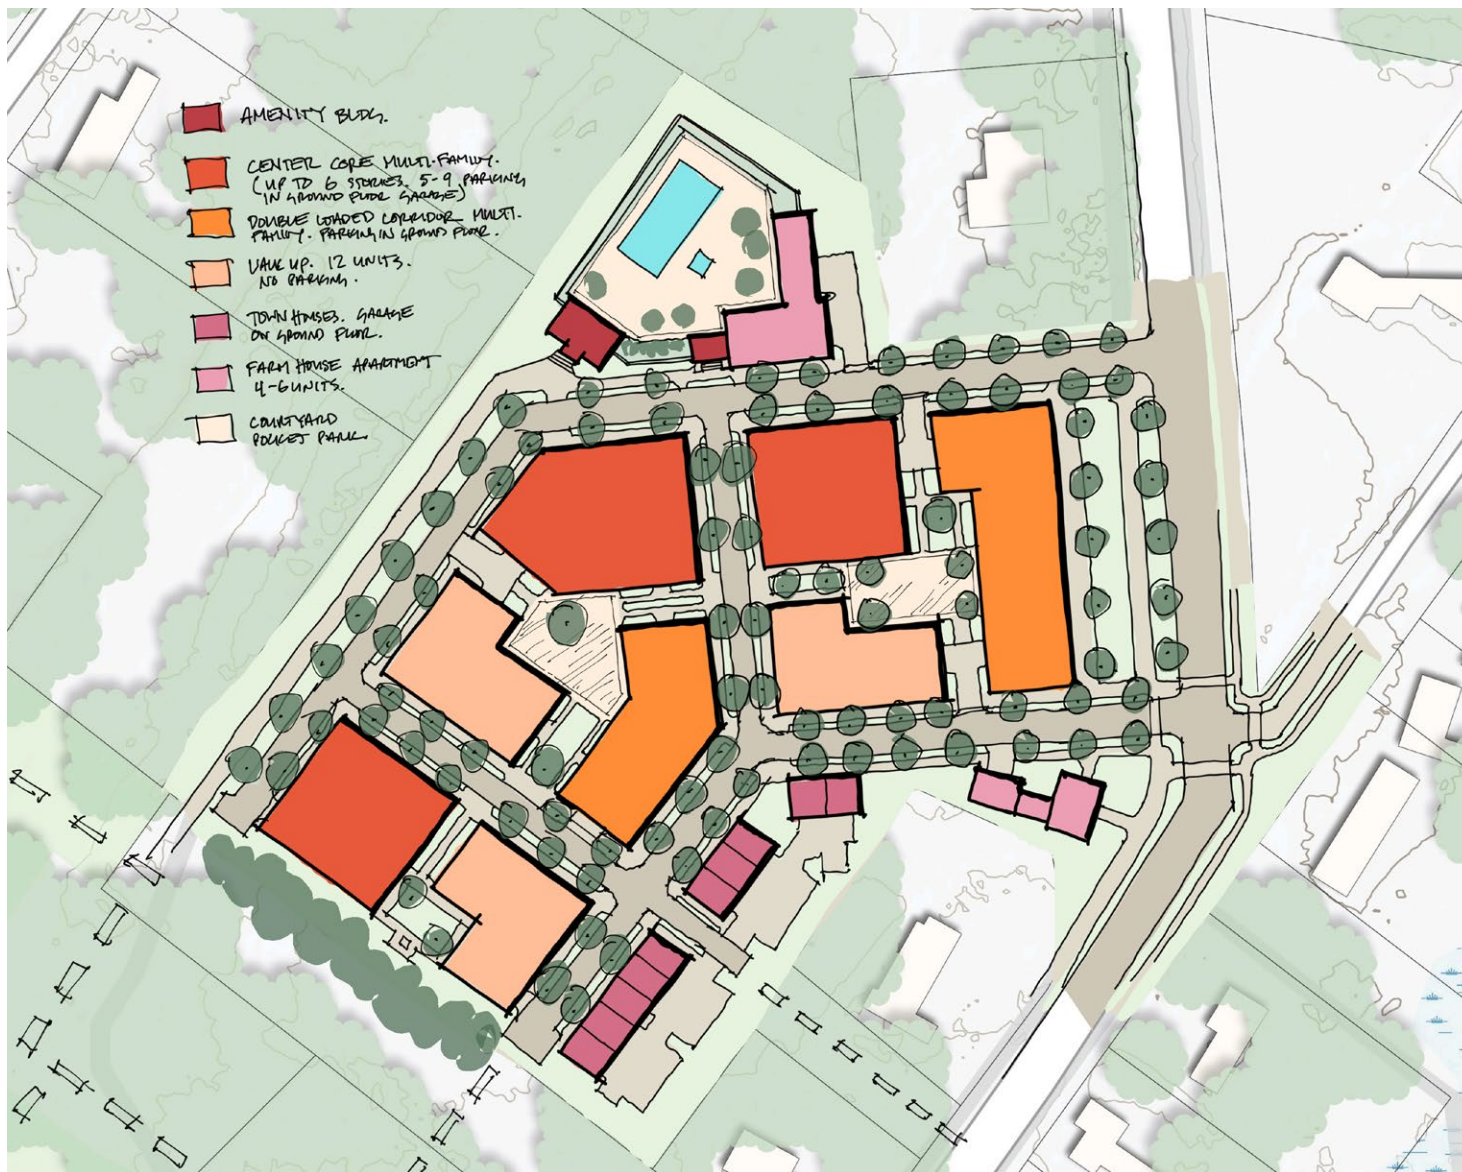 AMENITY BLDG.
CENTER CORE MULTI-FAMILY.
(UP TO 6 STORIES. 5-9 PARKING
IN GROUND FLOOR GARAGE)
DOUBLE LOADED CORRIDOR MULTI-
FAMILY. PARKING IN GROUND FLOOR.
WALK UP. 12 UNITS.
NO PARKING.
TOWN HOUSES. GARAGE
ON GROUND FLOOR.
FARM HOUSE APARTMENT
4-6 UNITS.
COURTYARD
POCKET PARK